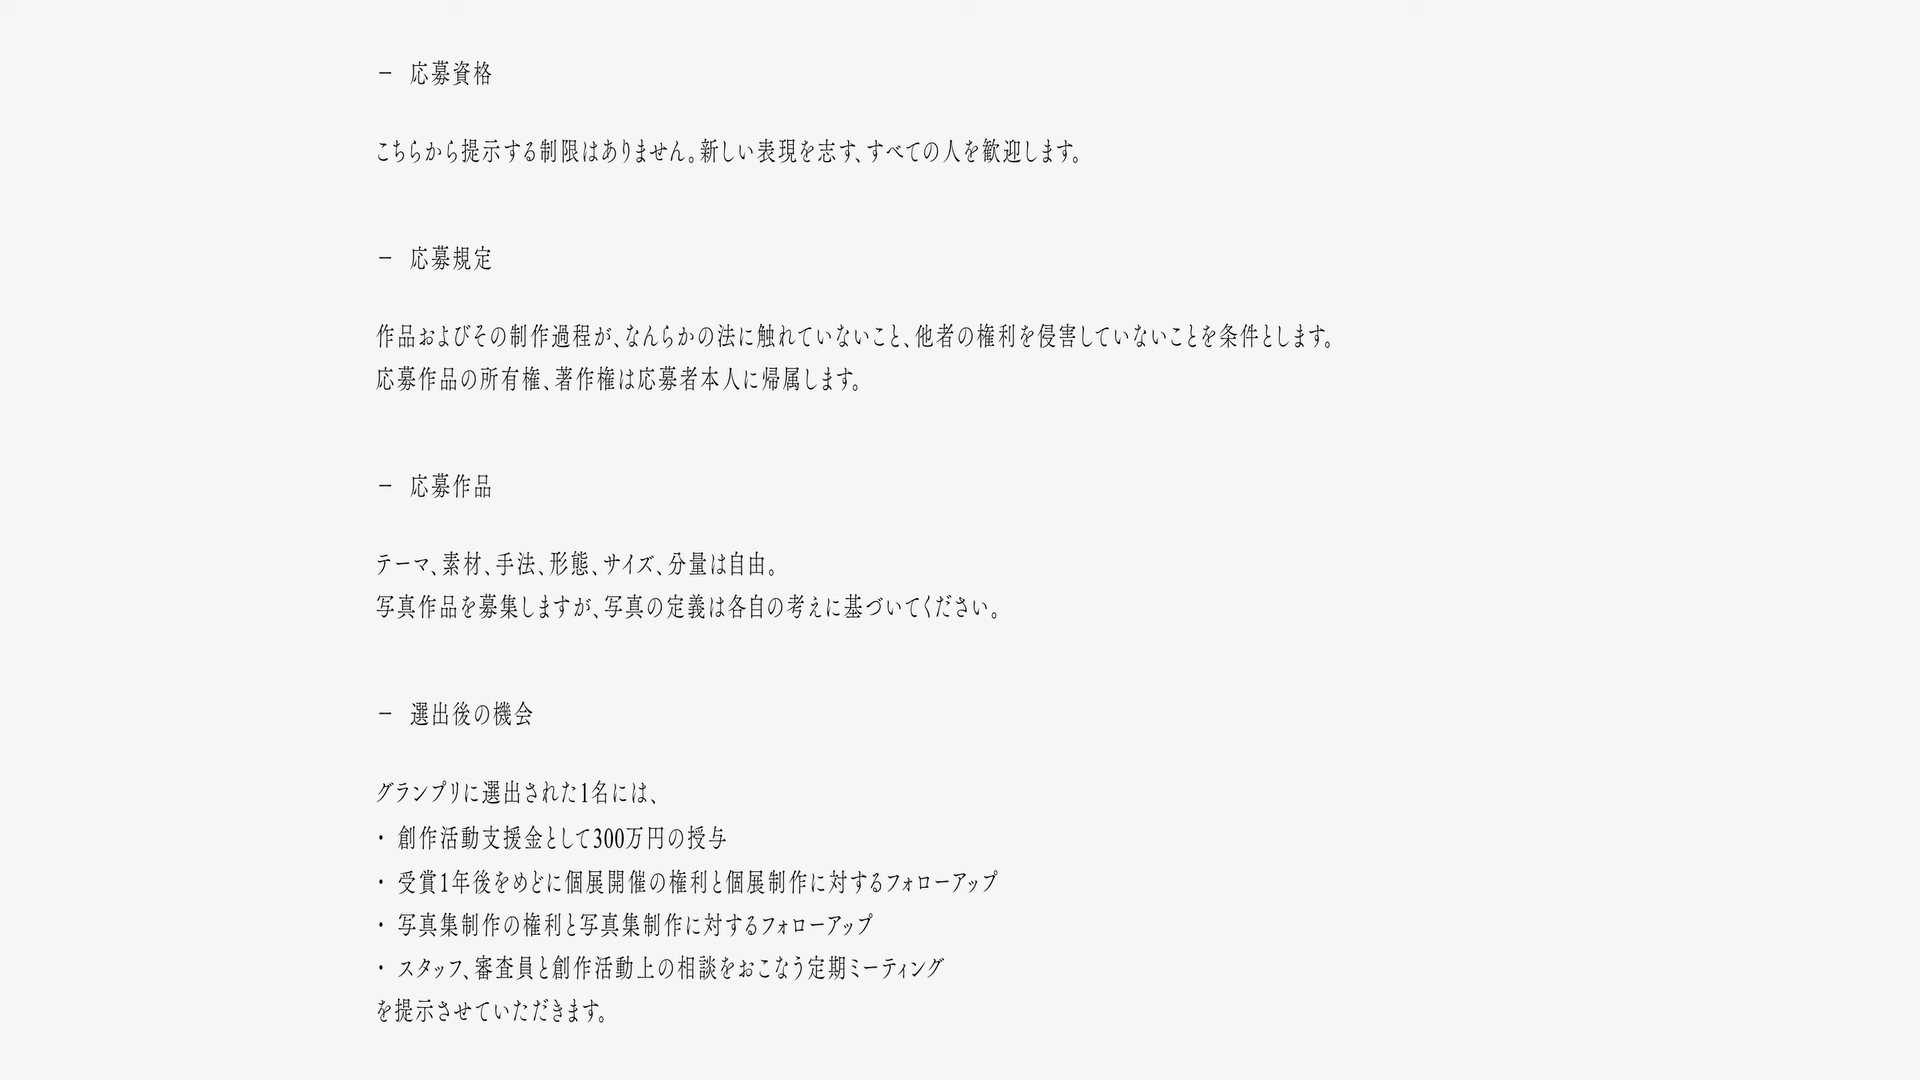 － 応募資格
こちらから提示する制限はありません。新しい表現を志す、すべての人を歓迎します。
－ 応募規定
作品およびその制作過程が、なんらかの法に触れていないこと、他者の権利を侵害していないことを条件とします。
応募作品の所有権、著作権は応募者本人に帰属します。
－ 応募作品
テーマ、素材、手法、形態、サイズ、分量は自由。
写真作品を募集しますが、写真の定義は各自の考えに基づいてください。
－ 選出後の機会
グランプリに選出された1名には、
・ 創作活動支援金として300万円の授与
・ 受賞1年後をめどに個展開催の権利と個展制作に対するフォローアップ
・ 写真集制作の権利と写真集制作に対するフォローアップ
・ スタッフ、審査員と創作活動上の相談をおこなう定期ミーティング
を提示させていただきます。